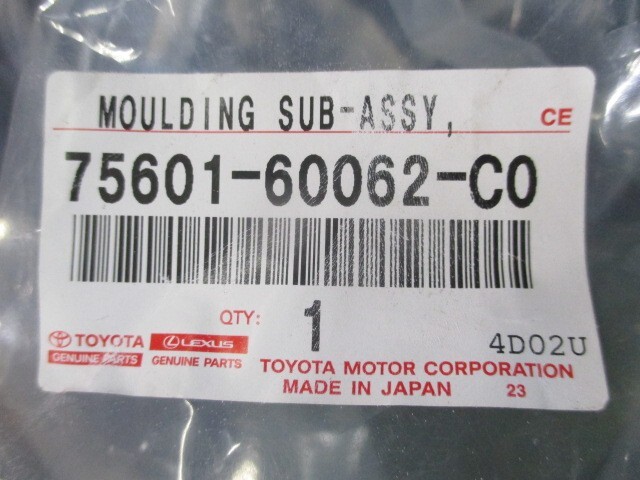 MOULDING SUB-ASSY, CE
75601-60062-C0
QTY: 1 4D02U
TOYOTA LEXUS
GENUINE PARTS GENUINE PARTS
TOYOTA MOTOR CORPORATION
MADE IN JAPAN 23